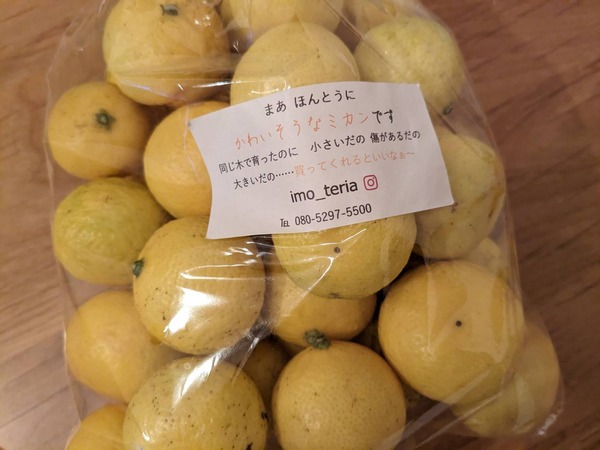 まあ ほんとうに
かわいそうなミカンです
同じ木で育ったのに 小さいだの 傷があるだの
大きいだの……買ってくれるといいなぁ～
imo_teria
℡ 080-5297-5500